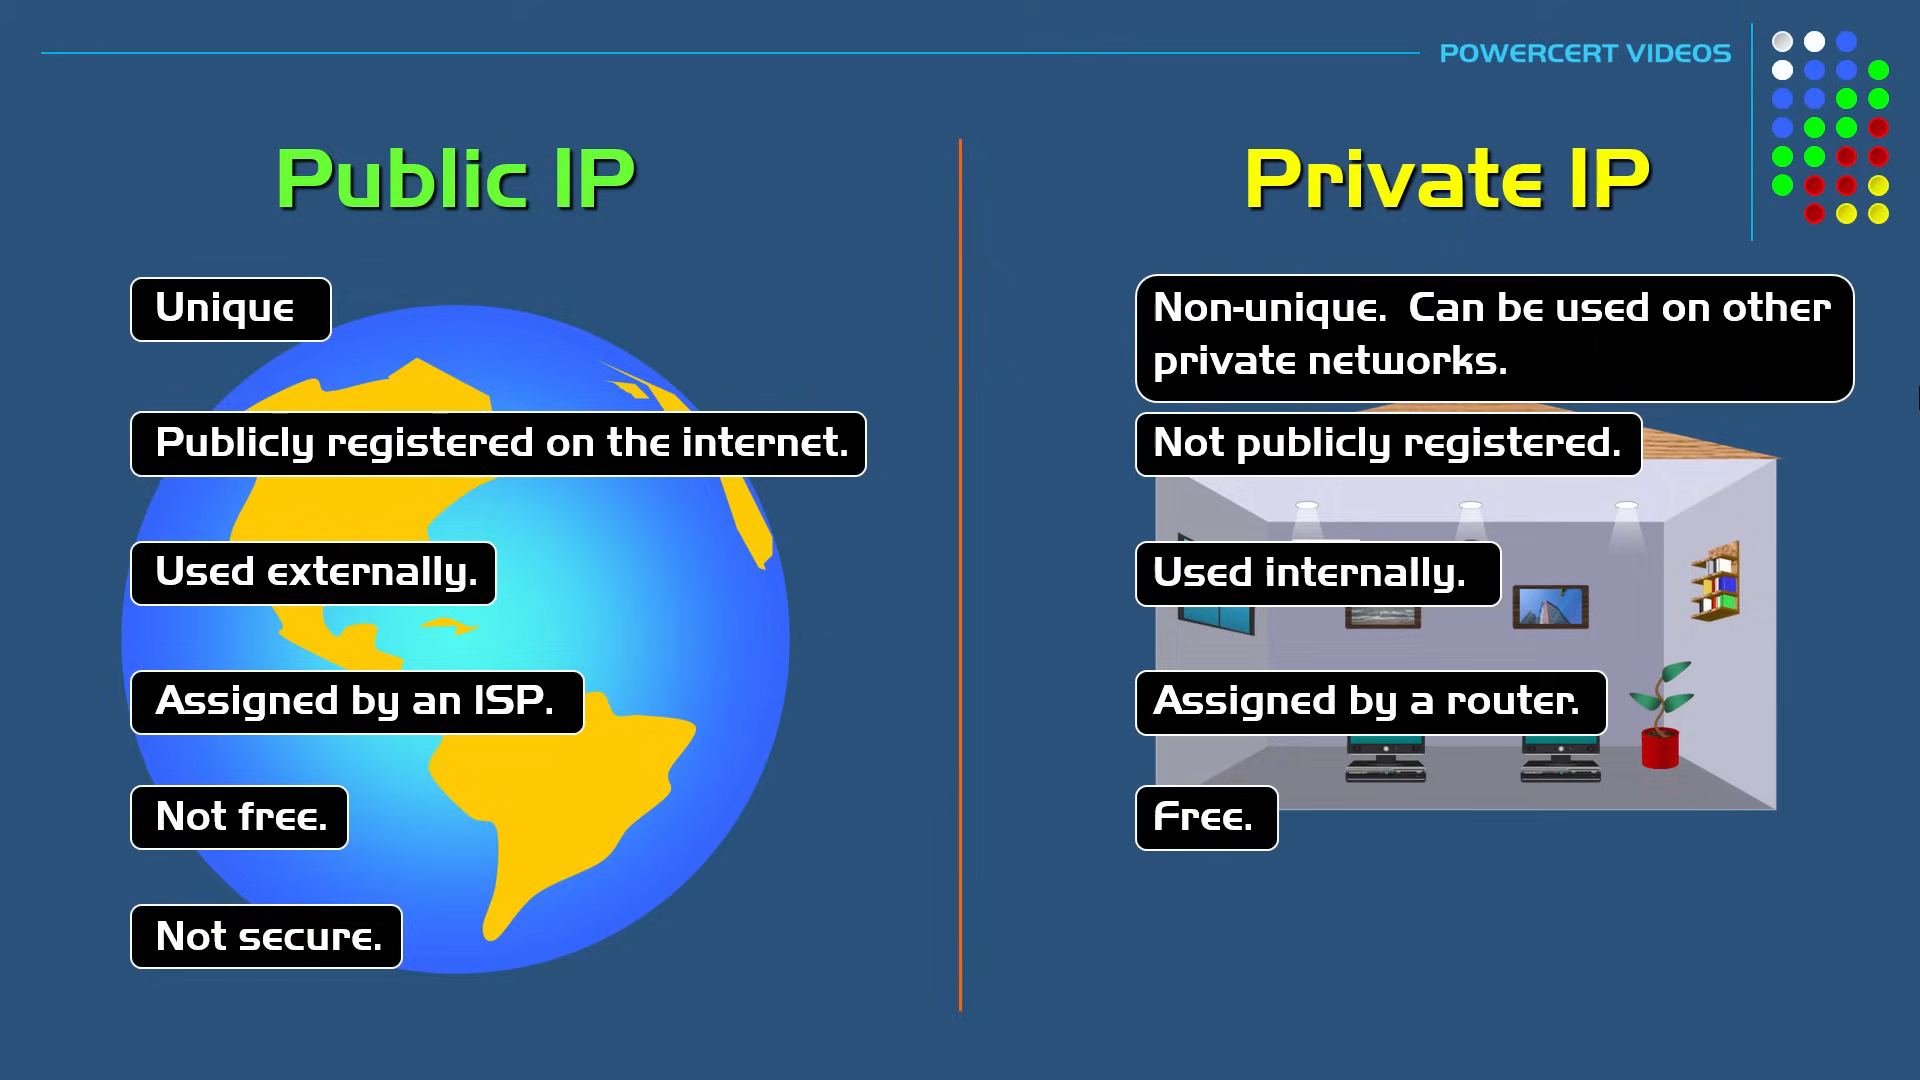 POWERCERT VIDEOS
Public IP
Unique
Publicly registered on the internet.
Used externally.
Assigned by an ISP.
Not free.
Not secure.
Private IP
Non-unique. Can be used on other
private networks.
Not publicly registered.
Used internally.
Assigned by a router.
Free.